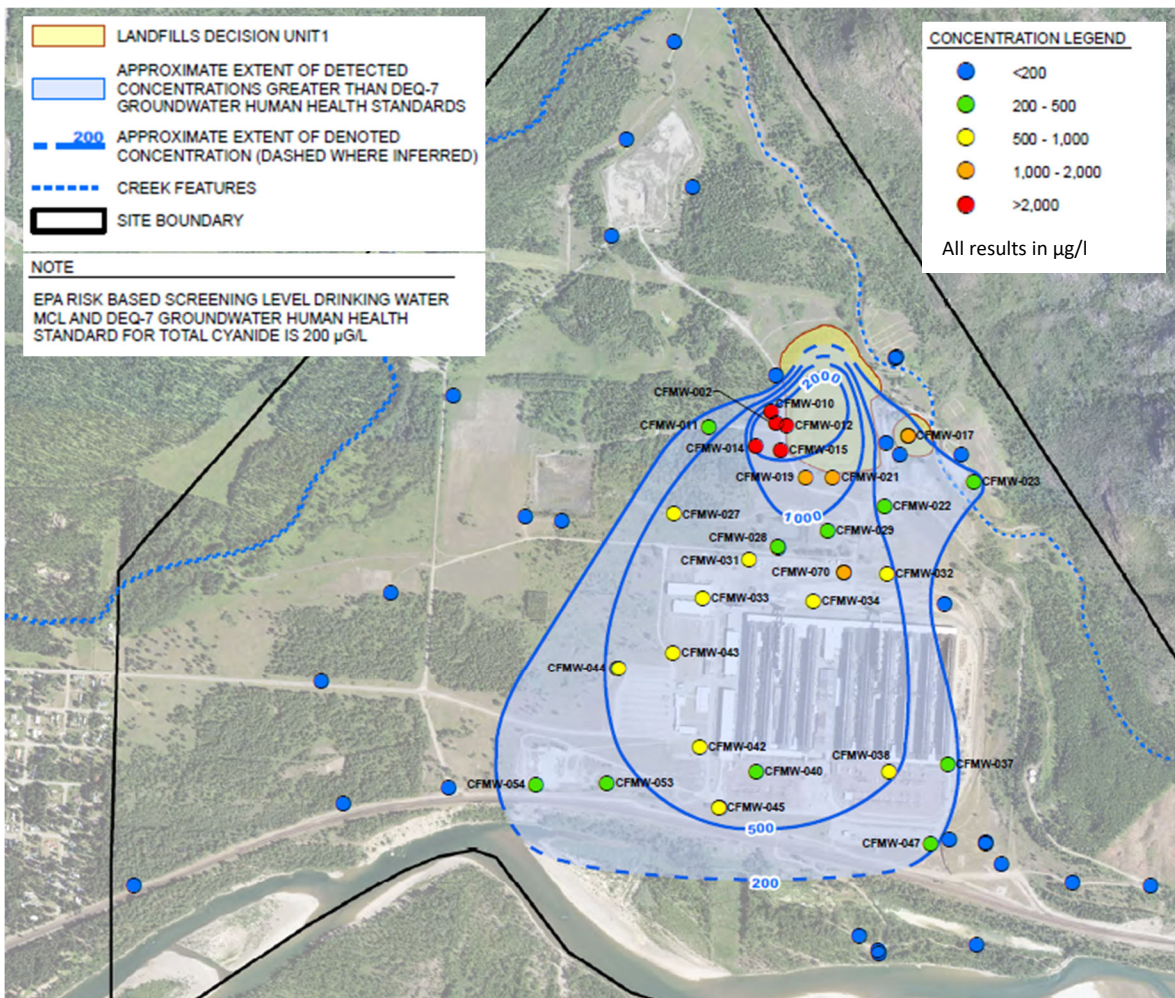 LANDFILLS DECISION UNIT1
APPROXIMATE EXTENT OF DETECTED
CONCENTRATIONS GREATER THAN DEQ-7
GROUNDWATER HUMAN HEALTH STANDARDS
200
APPROXIMATE EXTENT OF DENOTED
CONCENTRATION (DASHED WHERE INFERRED)
CREEK FEATURES
SITE BOUNDARY
NOTE
EPA RISK BASED SCREENING LEVEL DRINKING WATER
MCL AND DEQ-7 GROUNDWATER HUMAN HEALTH
STANDARD FOR TOTAL CYANIDE IS 200 µG/L
CONCENTRATION LEGEND
<200
200 - 500
500 - 1,000
1,000 - 2,000
>2,000
All results in µg/l
2000
CFMW-002
CFMW-010
CFMW-011
CFMW-012
CFMW-017
CFMW-014
CFMW-015
CFMW-019
CFMW-021
CFMW-023
CFMW-022
CFMW-027
1000
CFMW-029
CFMW-028
CFMW-031
CFMW-070
CFMW-032
CFMW-033
CFMW-034
CFMW-043
CFMW-044
CFMW-042
CFMW-038
CFMW-037
CFMW-040
CFMW-054
CFMW-053
CFMW-045
500
CFMW-047
200